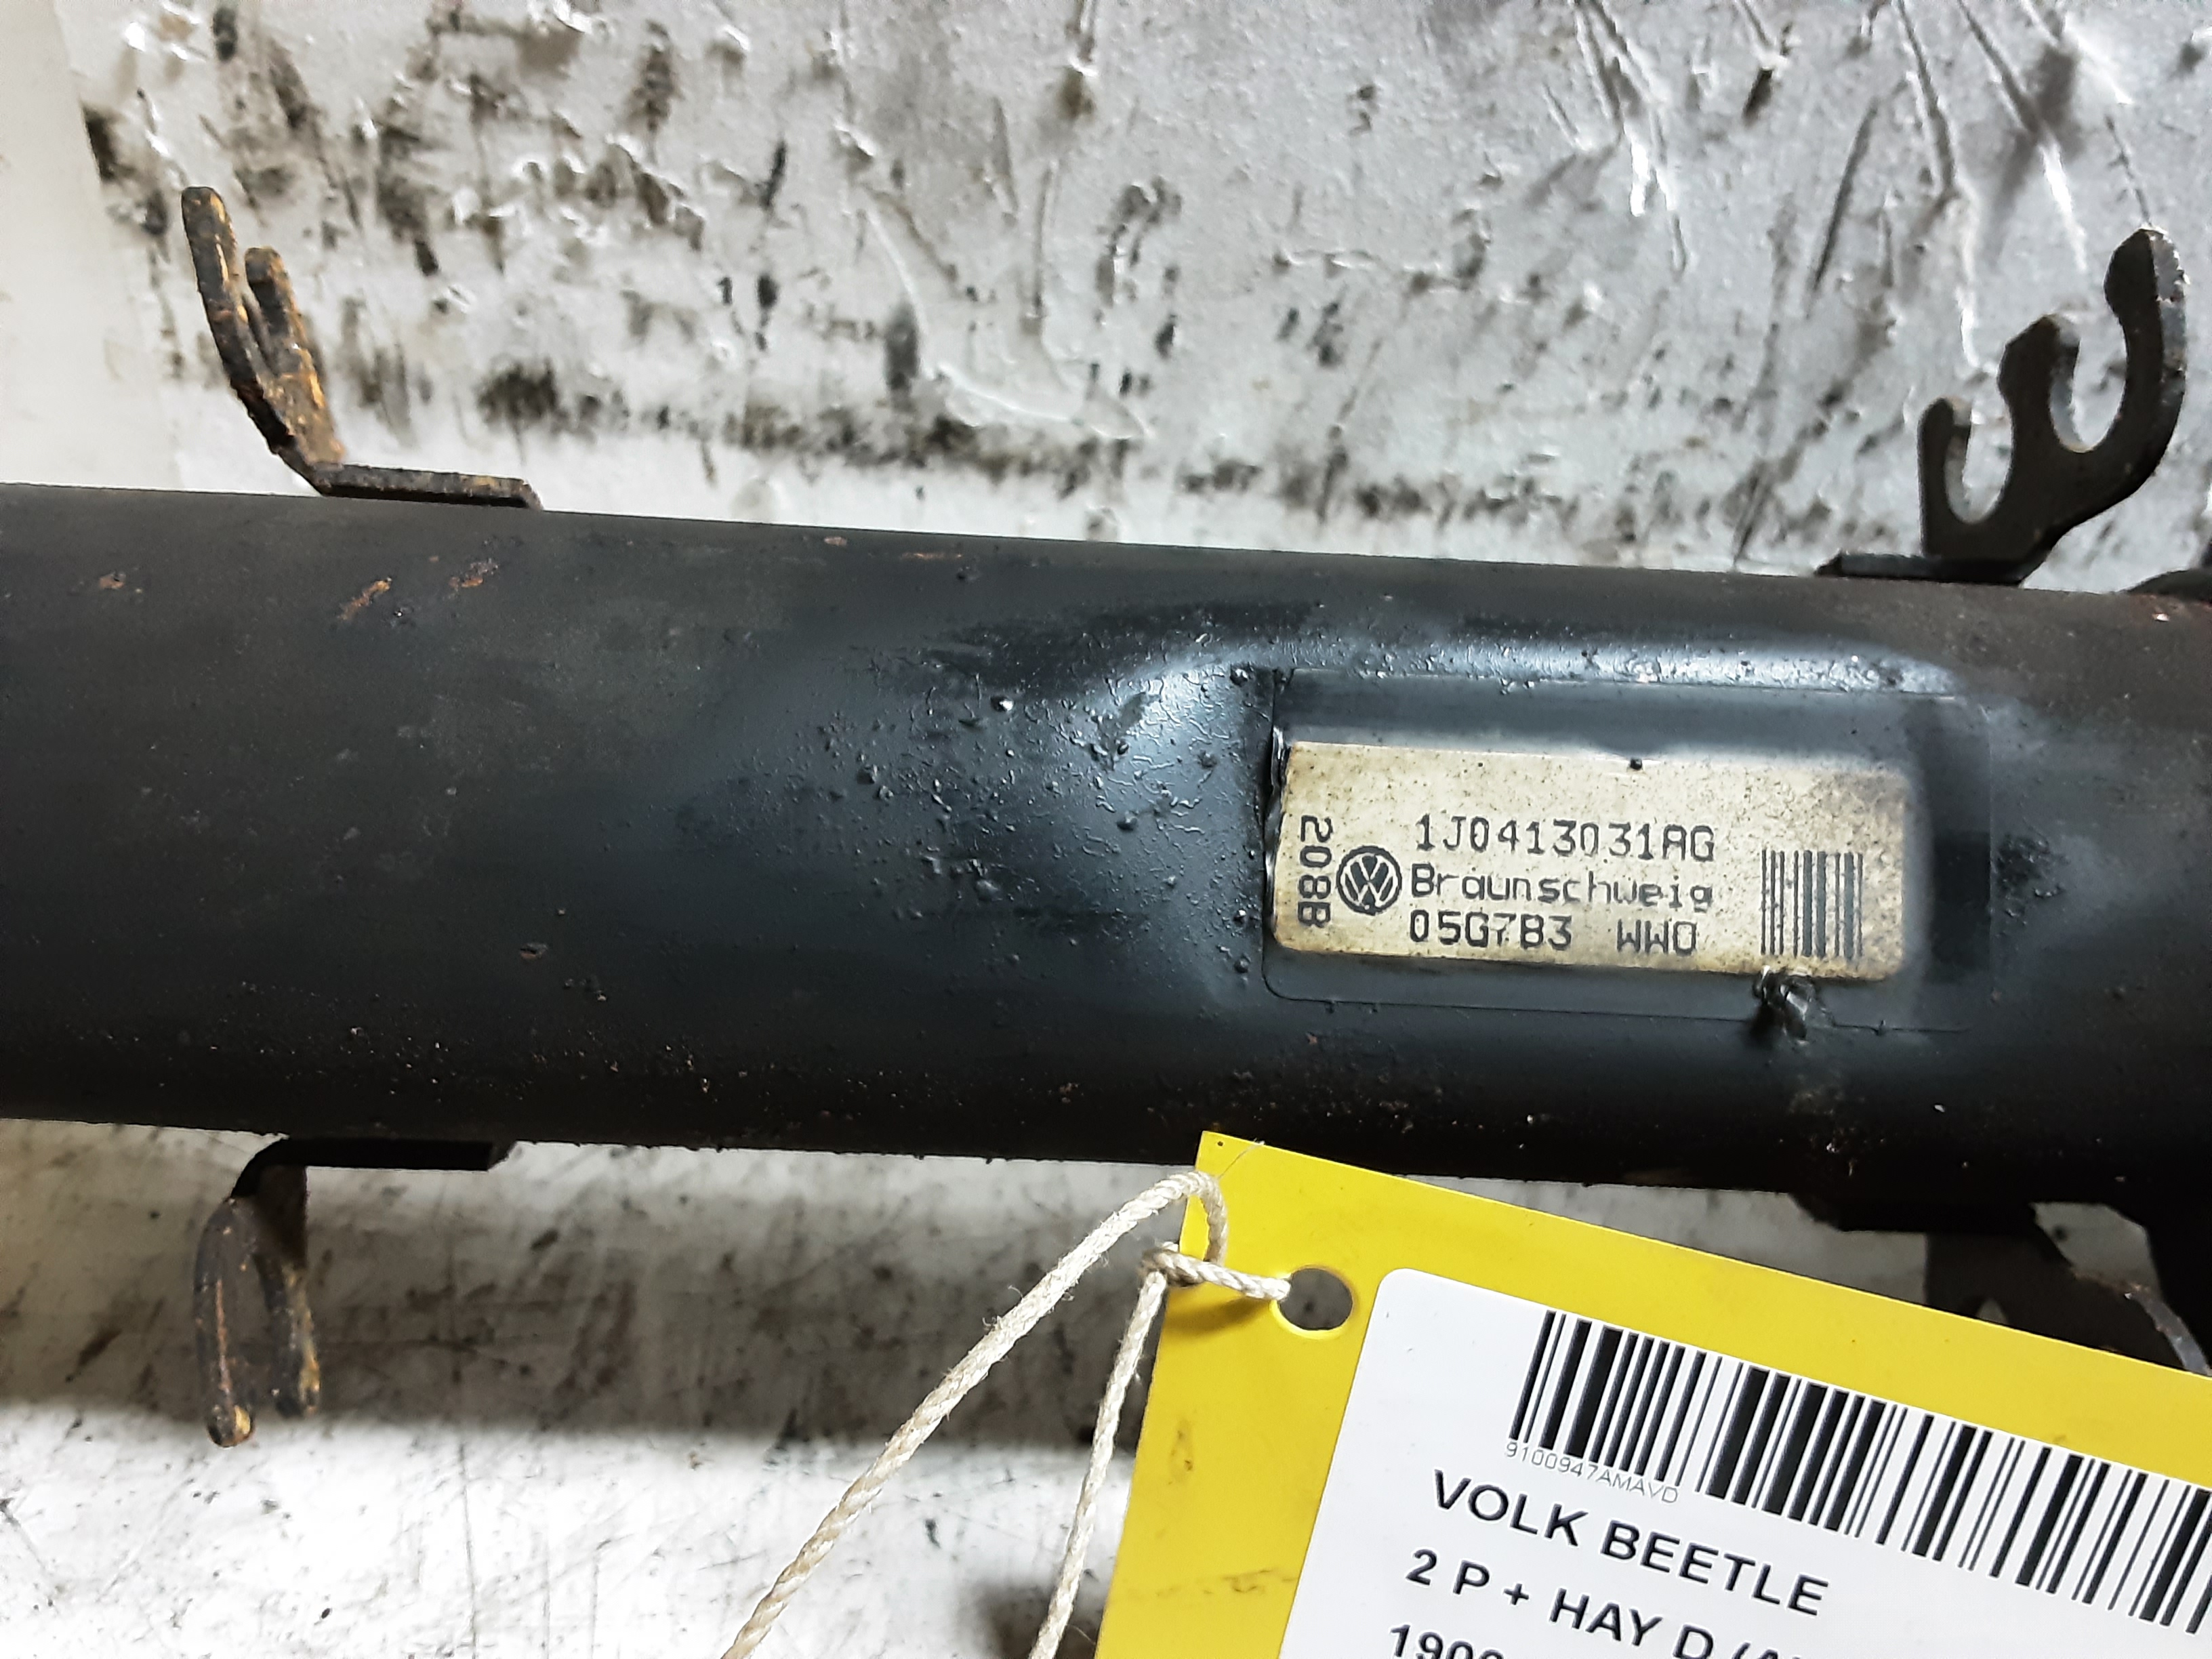 1J0413031AG
Braunschweig
05G7B3 WWO
208B
9100947AMAVD
VOLK BEETLE
2 P + HAY D